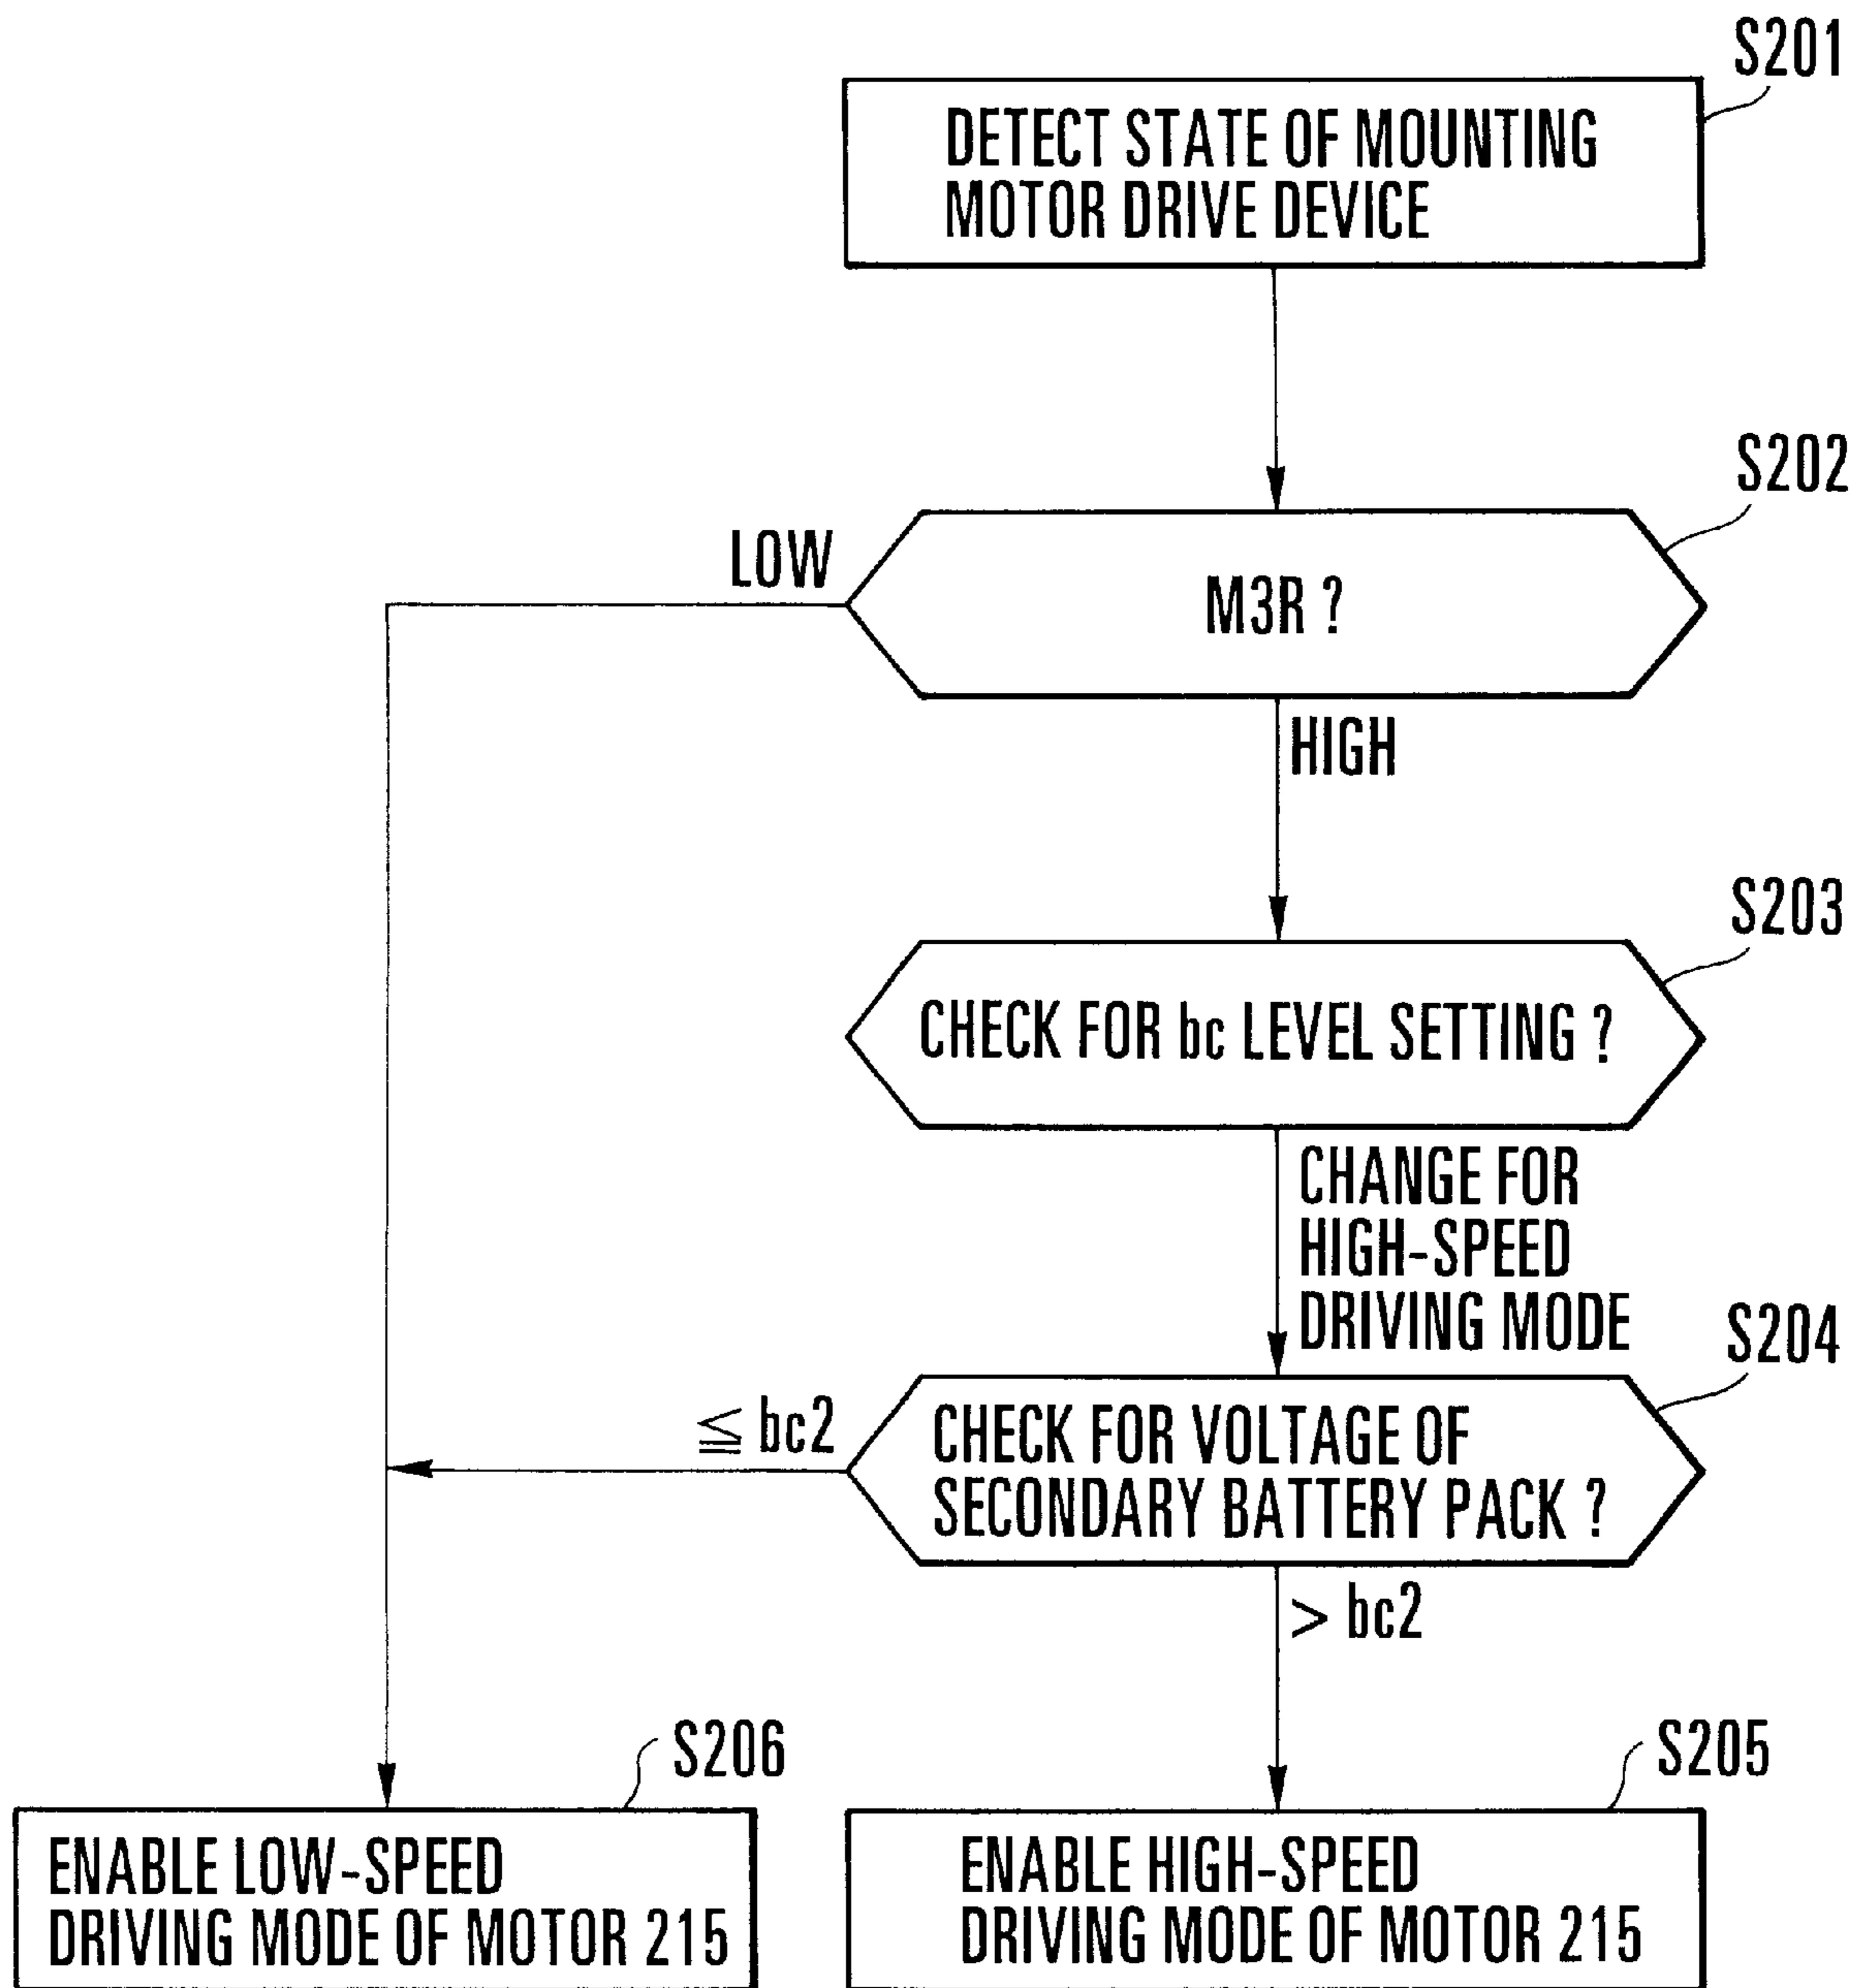 S201
DETECT STATE OF MOUNTING
MOTOR DRIVE DEVICE
S202
LOW
M3R ?
HIGH
S203
CHECK FOR bc LEVEL SETTING ?
CHANGE FOR
HIGH-SPEED
DRIVING MODE
S204
≦ bc2
CHECK FOR VOLTAGE OF
SECONDARY BATTERY PACK ?
> bc2
S206
S205
ENABLE LOW-SPEED
DRIVING MODE OF MOTOR 215
ENABLE HIGH-SPEED
DRIVING MODE OF MOTOR 215